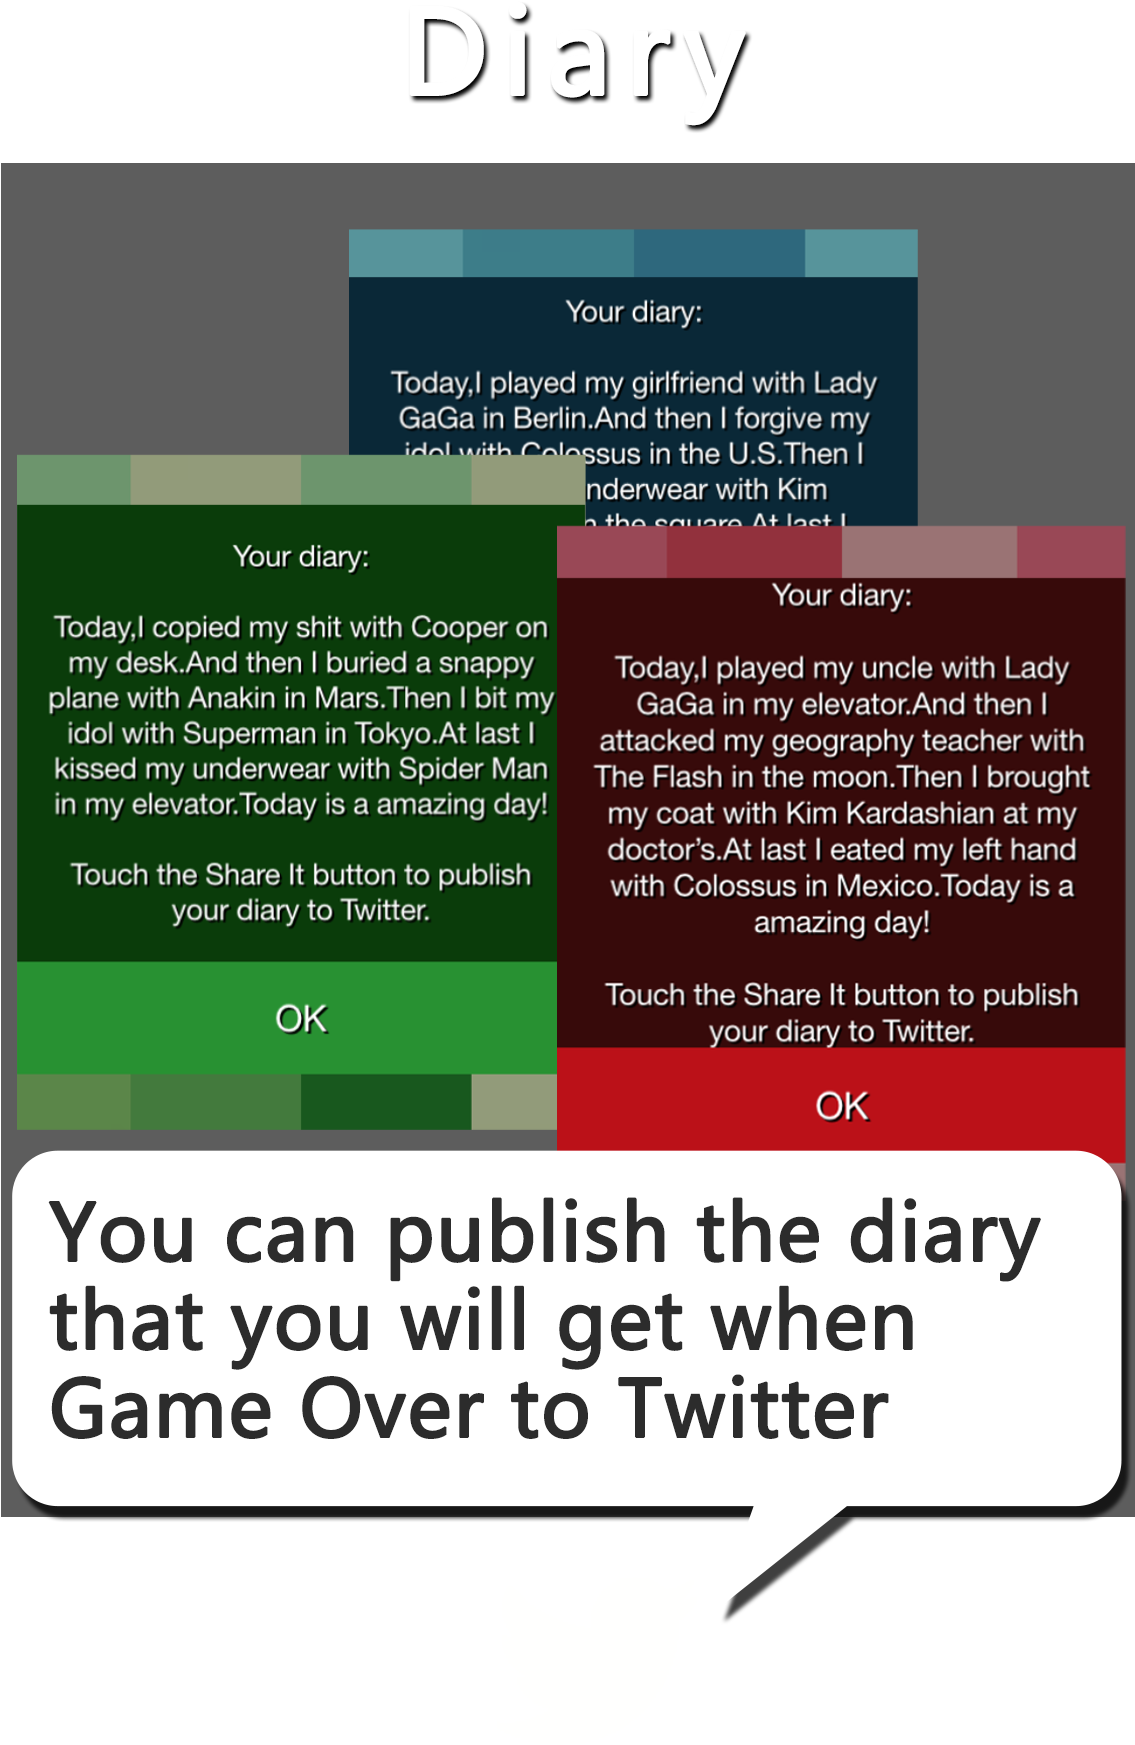 Diary
Your diary:
Today,I played my girlfriend with Lady
GaGa in Berlin.And then I forgive my
idol with Colossus in the U.S.Then I
nderwear with Kim
the square.At last I
Your diary:
Today,I copied my shit with Cooper on
my desk.And then I buried a snappy
plane with Anakin in Mars.Then I bit my
idol with Superman in Tokyo.At last I
kissed my underwear with Spider Man
in my elevator.Today is a amazing day!
Touch the Share It button to publish
your diary to Twitter.
OK
Your diary:
Today,I played my uncle with Lady
GaGa in my elevator.And then I
attacked my geography teacher with
The Flash in the moon.Then I brought
my coat with Kim Kardashian at my
doctor’s.At last I eated my left hand
with Colossus in Mexico.Today is a
amazing day!
Touch the Share It button to publish
your diary to Twitter.
OK
You can publish the diary
that you will get when
Game Over to Twitter